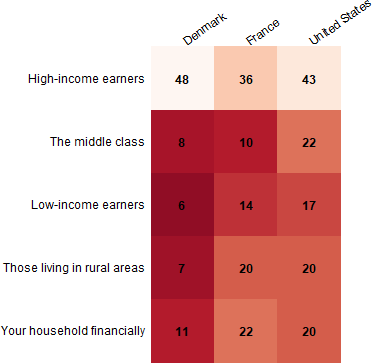 Denmark France United States
High-income earners 48 36 43
The middle class 8 10 22
Low-income earners 6 14 17
Those living in rural areas 7 20 20
Your household financially 11 22 20